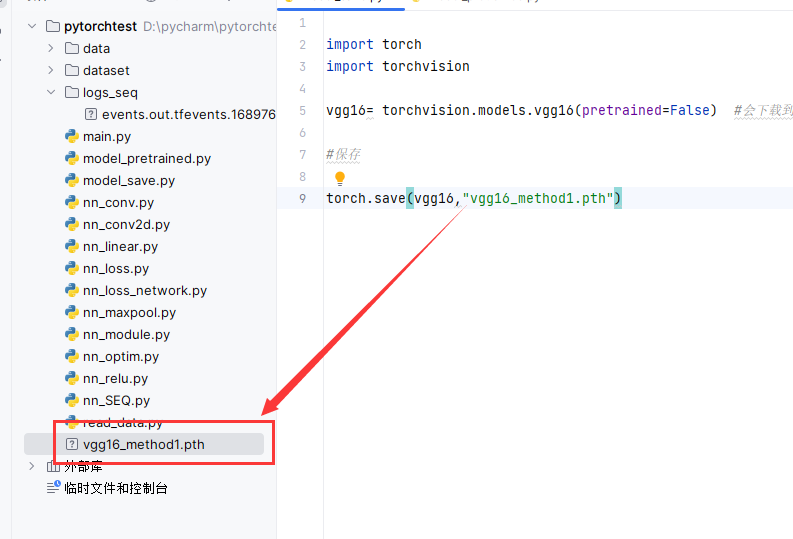 pytorchtest D:\pycharm\pytorchte
data
dataset
logs_seq
events.out.tfevents.168976
main.py
model_pretrained.py
model_save.py
nn_conv.py
nn_conv2d.py
nn_linear.py
nn_loss.py
nn_loss_network.py
nn_maxpool.py
nn_module.py
nn_optim.py
nn_relu.py
nn_SEQ.py
read_data.py
vgg16_method1.pth
外部库
临时文件和控制台
1
2 import torch
3 import torchvision
4
5 vgg16= torchvision.models.vgg16(pretrained=False) #会下载到
6
7 #保存
8
9 torch.save(vgg16,"vgg16_method1.pth")